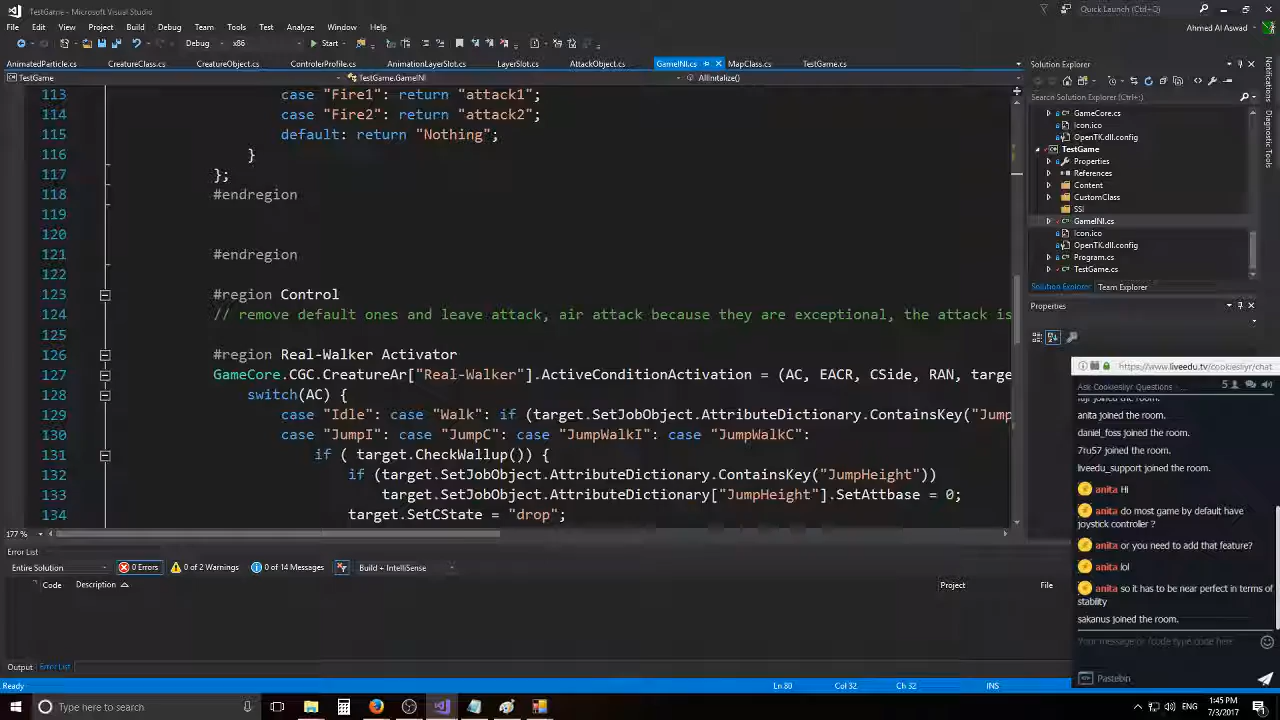 TestGame - Microsoft Visual Studio
Quick Launch (Ctrl+Q)
File Edit View Project Build Debug Team Tools Test Analyze Window Help
Ahmed Al Aswad
Debug x86 Start
AnimatedParticle.cs CreatureClass.cs CreatureObject.cs ControlerProfile.cs AnimationLayerSlot.cs LayerSlot.cs AttackObject.cs GameINI.cs MapClass.cs TestGame.cs
TestGame TestGame.GameINI AllIntalize()
113 case "Fire1": return "attack1";
114 case "Fire2": return "attack2";
115 default: return "Nothing";
116 }
117 };
118 #endregion
119
120
121 #endregion
122
123 #region Control
124 // remove default ones and leave attack, air attack because they are exceptional, the attack is
125
126 #region Real-Walker Activator
127 GameCore.CGC.CreatureAr["Real-Walker"].ActiveConditionActivation = (AC, EACR, CSide, RAN, targe
128 switch(AC) {
129 case "Idle": case "Walk": if (target.SetJobObject.AttributeDictionary.ContainsKey("Jump
130 case "JumpI": case "JumpC": case "JumpWalkI": case "JumpWalkC":
131 if ( target.CheckWallup()) {
132 if (target.SetJobObject.AttributeDictionary.ContainsKey("JumpHeight"))
133 target.SetJobObject.AttributeDictionary["JumpHeight"].SetAttbase = 0;
134 target.SetCState = "drop";
177 %
Solution Explorer
Search Solution Explorer (Ctrl+;)
GameCore.cs
Icon.ico
OpenTK.dll.config
TestGame
Properties
References
Content
CustomClass
SSI
GameINI.cs
Icon.ico
OpenTK.dll.config
Program.cs
TestGame.cs
Solution Explorer Team Explorer
Properties
Notifications
Diagnostic Tools
https://www.liveedu.tv/cookiesliyr/chat
Ask Cookiesliyr Questions - 5
anita joined the room.
daniel_foss joined the room.
7ru57 joined the room.
liveedu_support joined the room.
anita Hi
anita do most game by default have
joystick controller ?
anita or you need to add that feature?
anita lol
anita so it has to be near perfect in terms of
stability
sakanus joined the room.
Your message or /code type code here
Pastebin
Error List
Entire Solution 0 Errors 0 of 2 Warnings 0 of 14 Messages Build + IntelliSense
Code Description Project File
Output Error List
Ready Ln 80 Col 32 Ch 32 INS
Type here to search
ENG
1:45 PM
7/3/2017